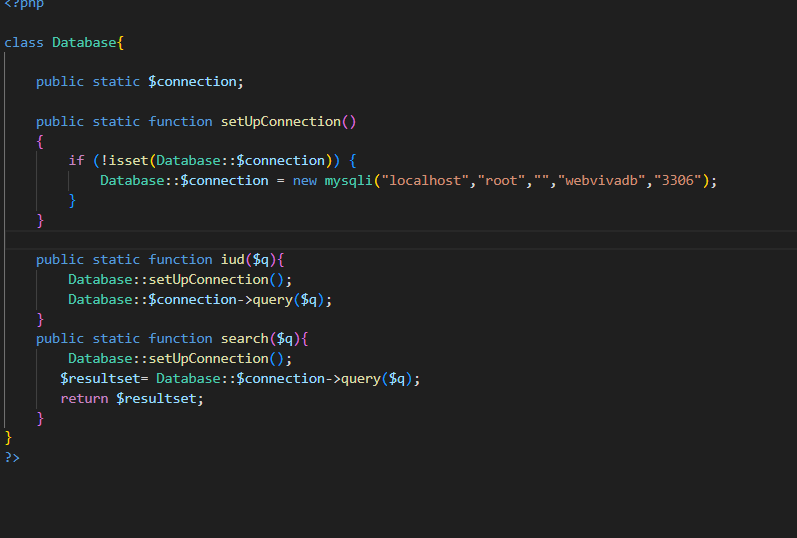 <?php
class Database{
public static $connection;
public static function setUpConnection()
{
if (!isset(Database::$connection)) {
Database::$connection = new mysqli("localhost","root","","webvivadb","3306");
}
}
public static function iud($q){
Database::setUpConnection();
Database::$connection->query($q);
}
public static function search($q){
Database::setUpConnection();
$resultset= Database::$connection->query($q);
return $resultset;
}
}
?>